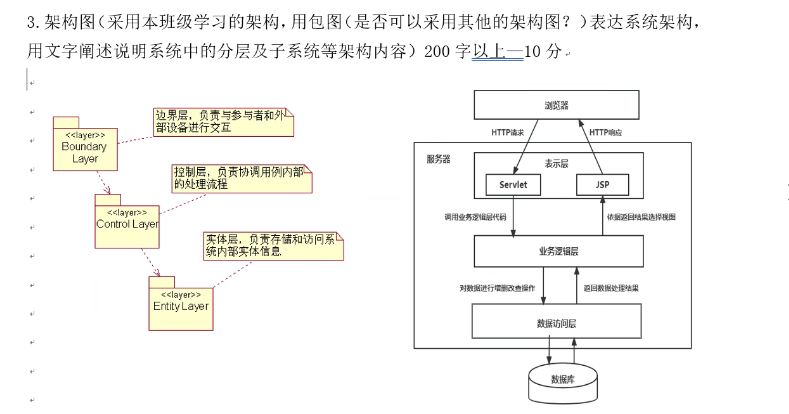 3.架构图(采用本班级学习的架构,用包图(是否可以采用其他的架构图? )表达系统架构,
用文字阐述说明系统中的分层及子系统等架构内容) 200 字以上—10 分
<<layer>>
Boundary
Layer
边界层，负责与参与者和外
部设备进行交互
<<layer>>
Control Layer
控制层，负责协调用例内部
的处理流程
<<layer>>
Entity Layer
实体层，负责存储和访问系
统内部实体信息
浏览器
HTTP请求
HTTP响应
服务器
表示层
Servlet
JSP
调用业务逻辑层代码
依据返回结果选择视图
业务逻辑层
对数据进行增删改查操作
返回数据处理结果
数据访问层
数据库